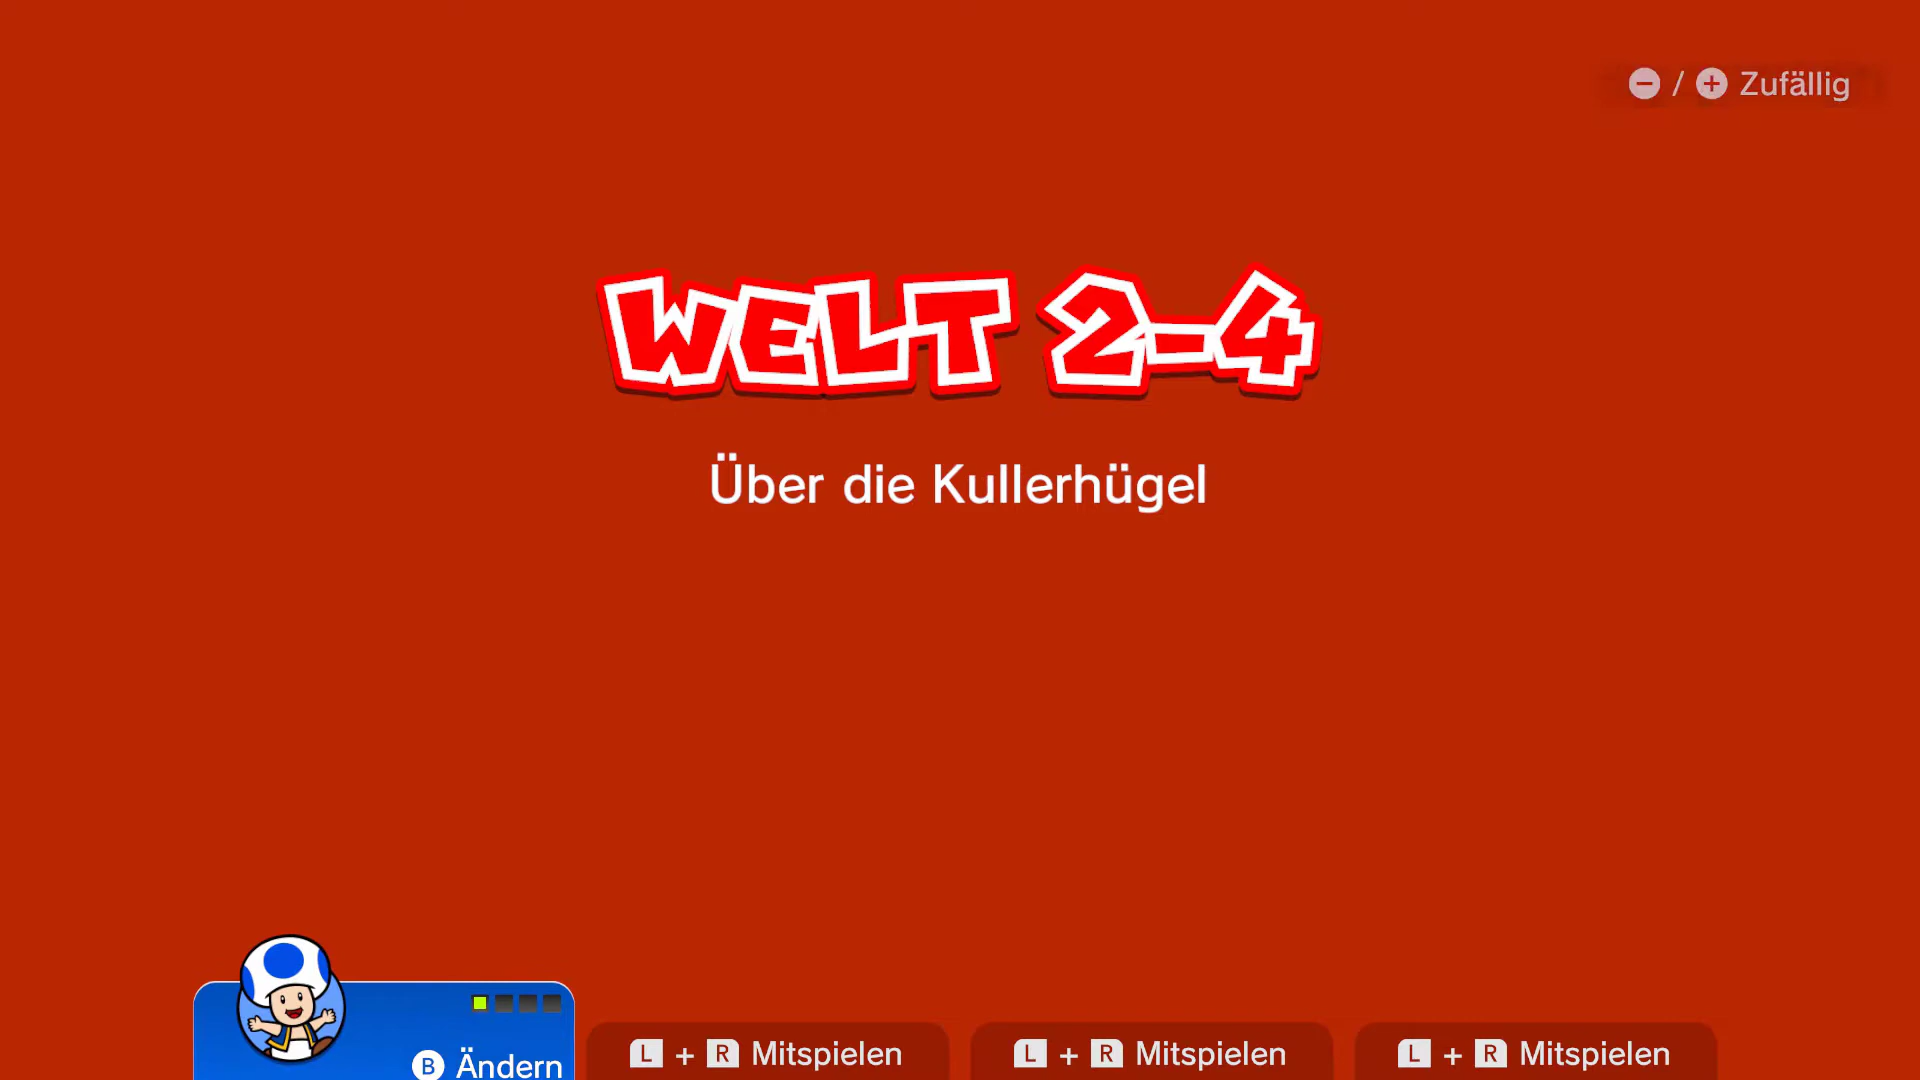 - / + Zufällig
WELT 2-4
Über die Kullerhügel
B Ändern
L + R Mitspielen
L + R Mitspielen
L + R Mitspielen